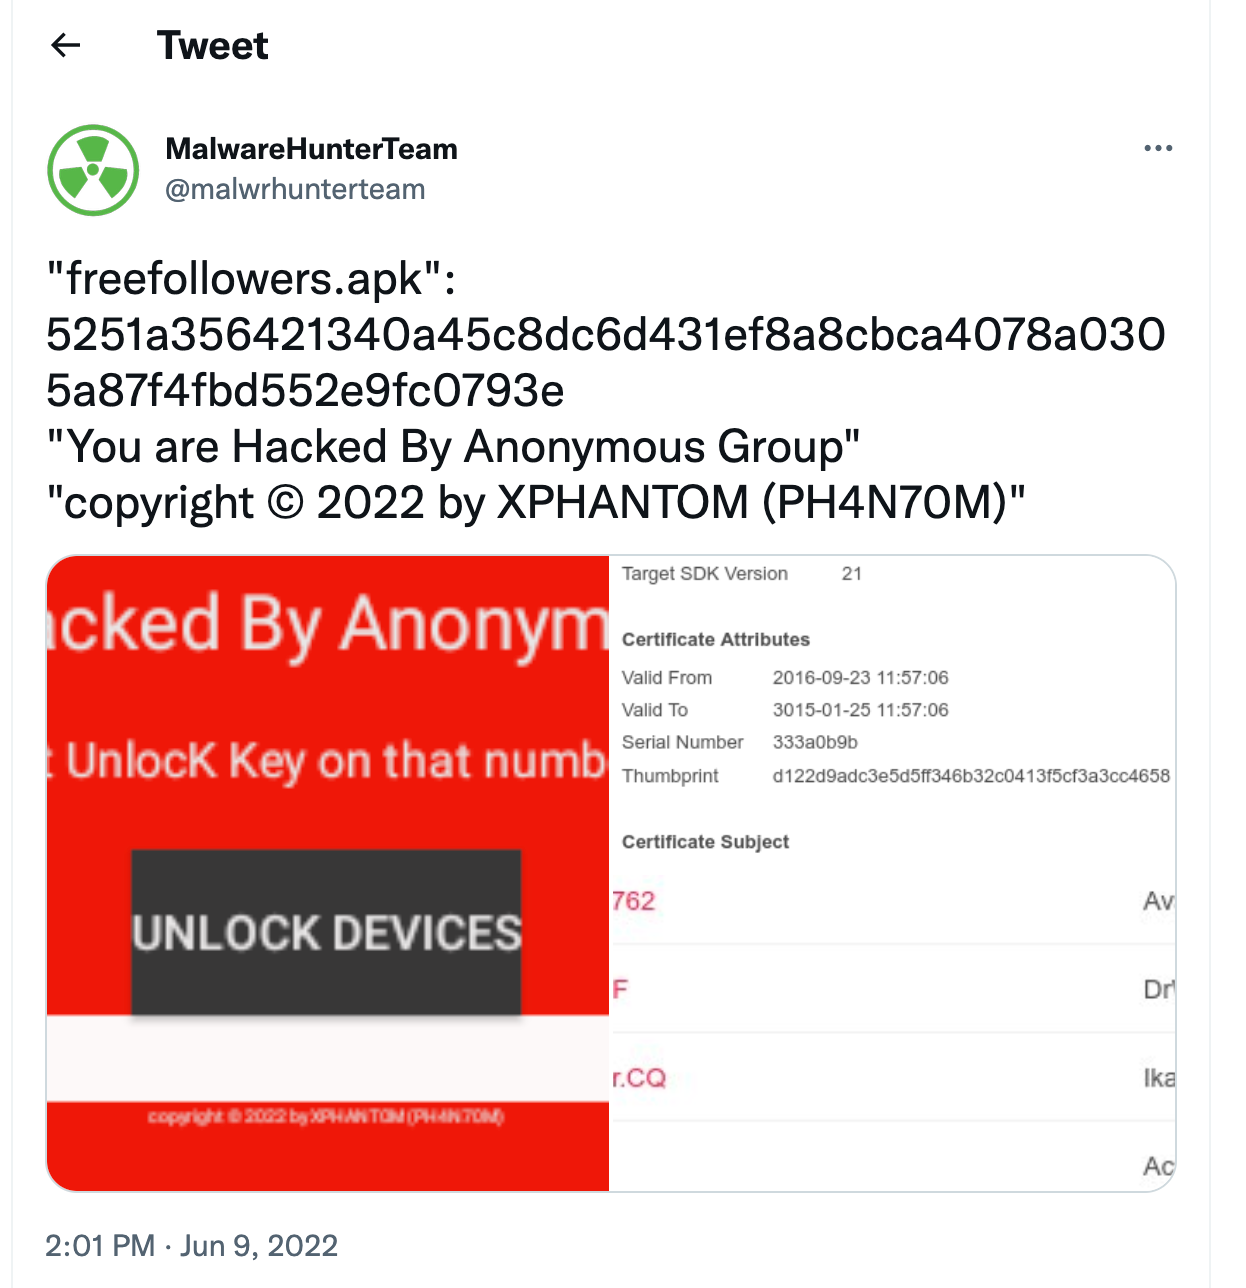 Tweet
MalwareHunterTeam
@malwrhunterteam
"freefollowers.apk":
5251a356421340a45c8dc6d431ef8a8cbca4078a030
5a87f4fbd552e9fc0793e
"You are Hacked By Anonymous Group"
"copyright © 2022 by XPHANTOM (PH4N70M)"
acked By Anonym
t UnlocK Key on that numb
UNLOCK DEVICES
copyright © 2022 by XPHANTOM (PH4N70M)
Target SDK Version 21
Certificate Attributes
Valid From 2016-09-23 11:57:06
Valid To 3015-01-25 11:57:06
Serial Number 333a0b9b
Thumbprint d122d9adc3e5d5ff346b32c0413f5cf3a3cc4658
Certificate Subject
762 Av
F Dr
r.CQ Ika
Ac
2:01 PM · Jun 9, 2022